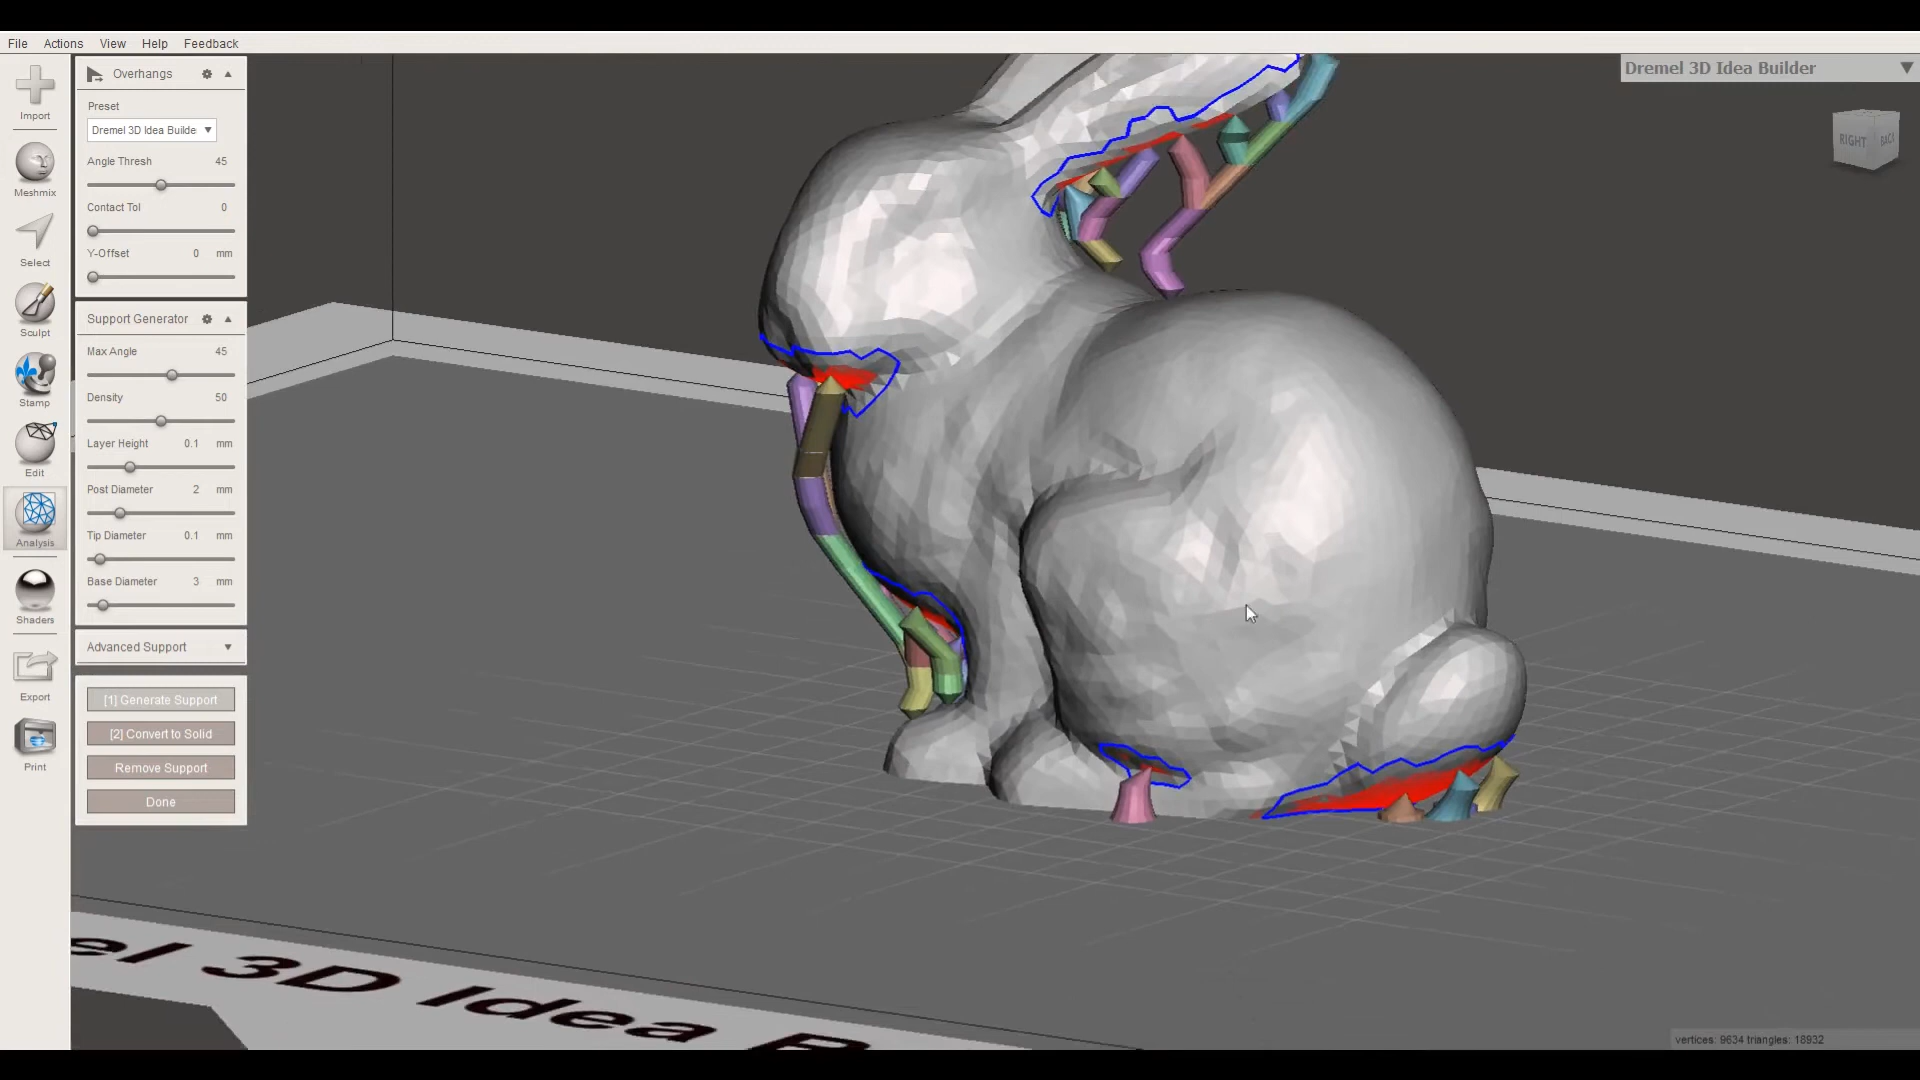 File Actions View Help Feedback
Import
Meshmix
Select
Sculpt
Stamp
Edit
Analysis
Shaders
Export
Print
Overhangs
Preset
Dremel 3D Idea Builde
Angle Thresh 45
Contact Tol 0
Y-Offset 0 mm
Support Generator
Max Angle 45
Density 50
Layer Height 0.1 mm
Post Diameter 2 mm
Tip Diameter 0.1 mm
Base Diameter 3 mm
Advanced Support
[1] Generate Support
[2] Convert to Solid
Remove Support
Done
Dremel 3D Idea Builder
RIGHT BACK
el 3D Idea B
vertices: 9634 triangles: 18932